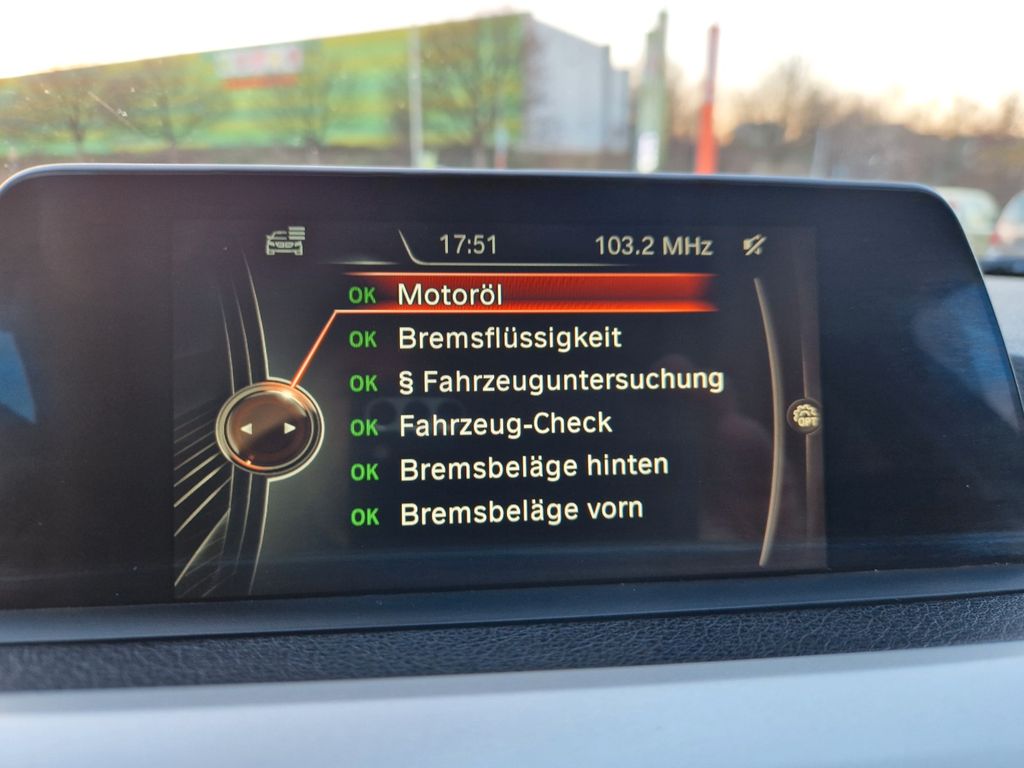 17:51 103.2 MHz
OK Motoröl
OK Bremsflüssigkeit
OK § Fahrzeuguntersuchung
OK Fahrzeug-Check
OK Bremsbeläge hinten
OK Bremsbeläge vorn
OPT